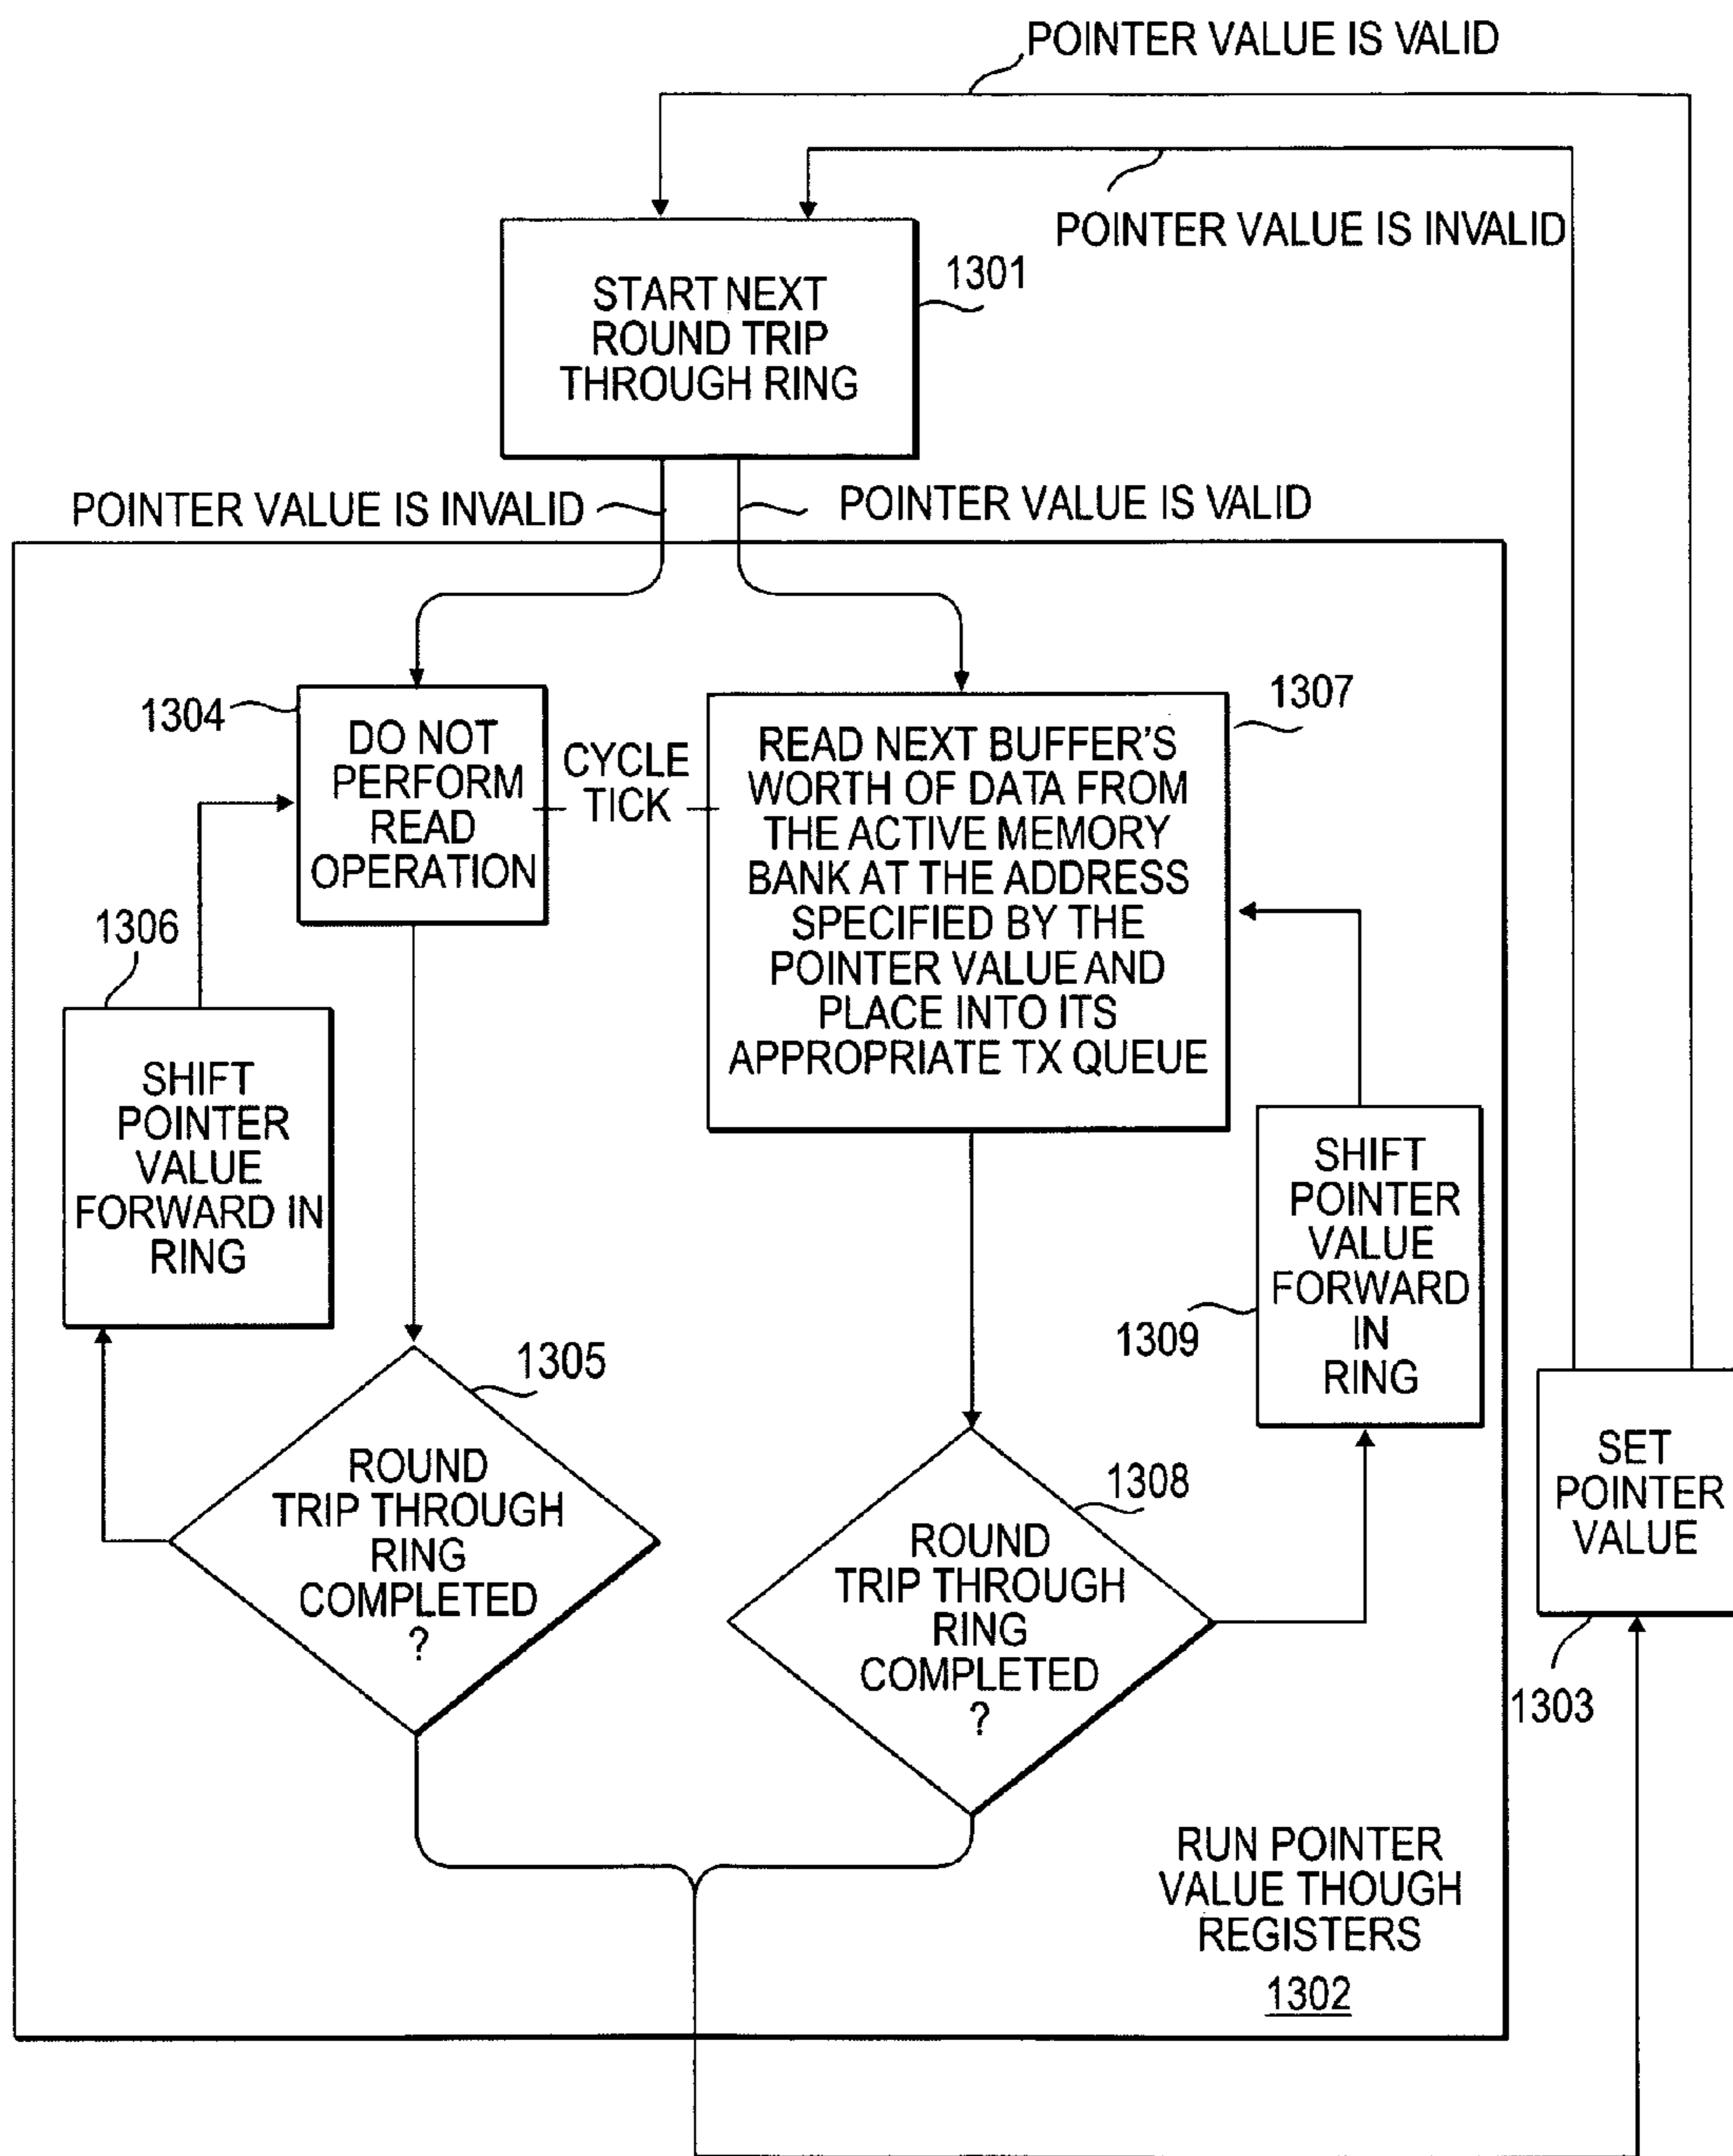 POINTER VALUE IS VALID
POINTER VALUE IS INVALID
START NEXT
ROUND TRIP
THROUGH RING
1301
POINTER VALUE IS INVALID
POINTER VALUE IS VALID
1304
DO NOT
PERFORM
READ
OPERATION
CYCLE
TICK
1307
READ NEXT BUFFER'S
WORTH OF DATA FROM
THE ACTIVE MEMORY
BANK AT THE ADDRESS
SPECIFIED BY THE
POINTER VALUE AND
PLACE INTO ITS
APPROPRIATE TX QUEUE
1306
SHIFT
POINTER
VALUE
FORWARD IN
RING
SHIFT
POINTER
VALUE
FORWARD
IN
RING
1309
1305
ROUND
TRIP THROUGH
RING
COMPLETED
?
1308
ROUND
TRIP THROUGH
RING
COMPLETED
?
SET
POINTER
VALUE
1303
RUN POINTER
VALUE THOUGH
REGISTERS
1302